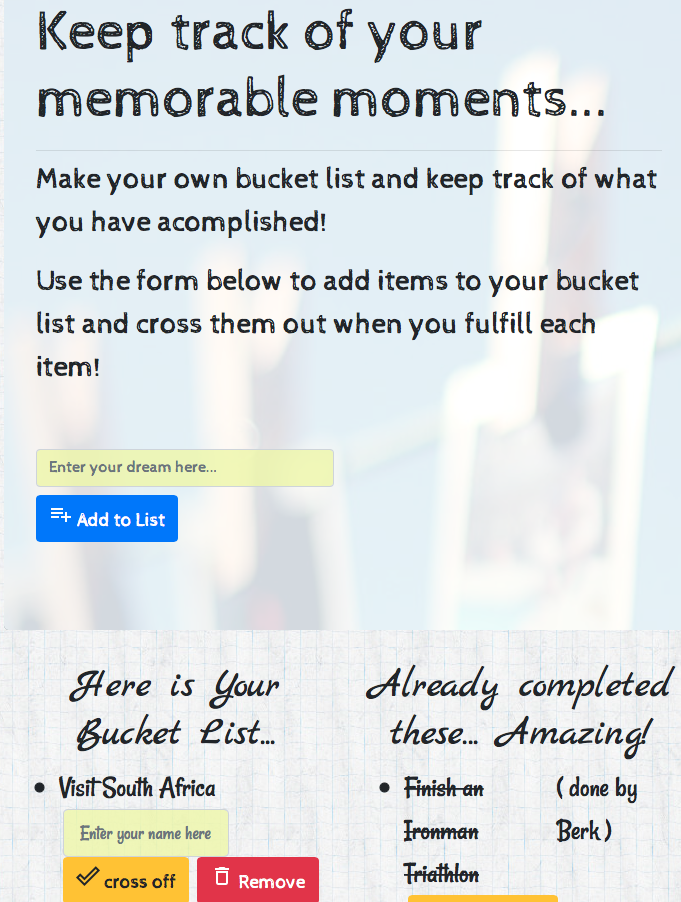 Keep track of your
memorable moments...
Make your own bucket list and keep track of what
you have acomplished!
Use the form below to add items to your bucket
list and cross them out when you fulfill each
item!
Enter your dream here...
Add to List
Here is Your
Bucket List...
Visit South Africa
Enter your name here
cross off
Remove
Already completed
these... Amazing!
Finish an
Ironman
Triathlon
( done by
Berk )